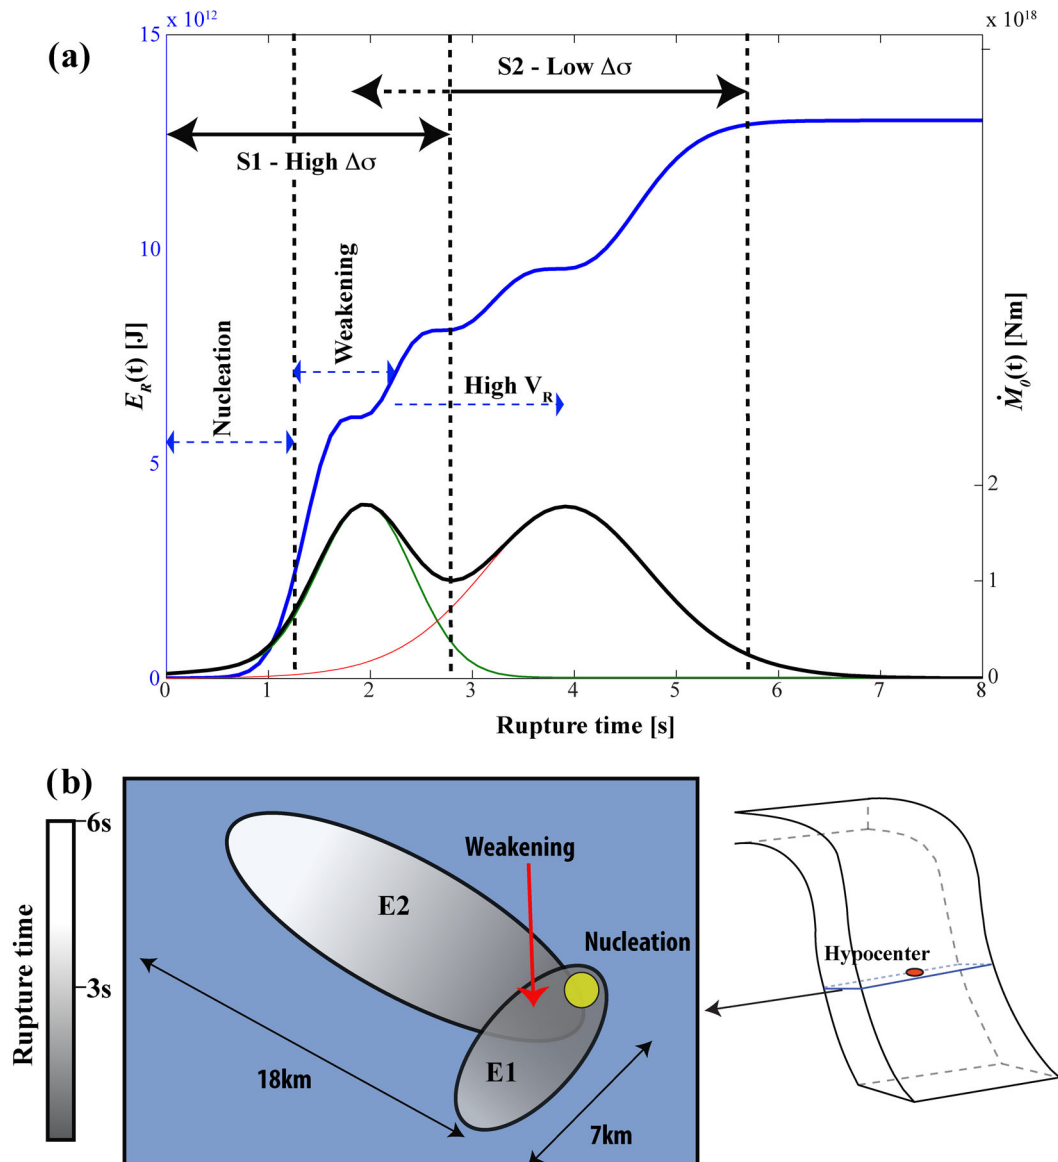 (a)
x 10¹²
x 10¹⁸
15
10
5
0
E_R(t) [J]
S2 - Low Δσ
S1 - High Δσ
Nucleation
Weakening
High V_R
2
1
0
Ṁ₀(t) [Nm]
0 1 2 3 4 5 6 7 8
Rupture time [s]
(b)
6s
3s
Rupture time
Weakening
E2
Nucleation
E1
18km
7km
Hypocenter